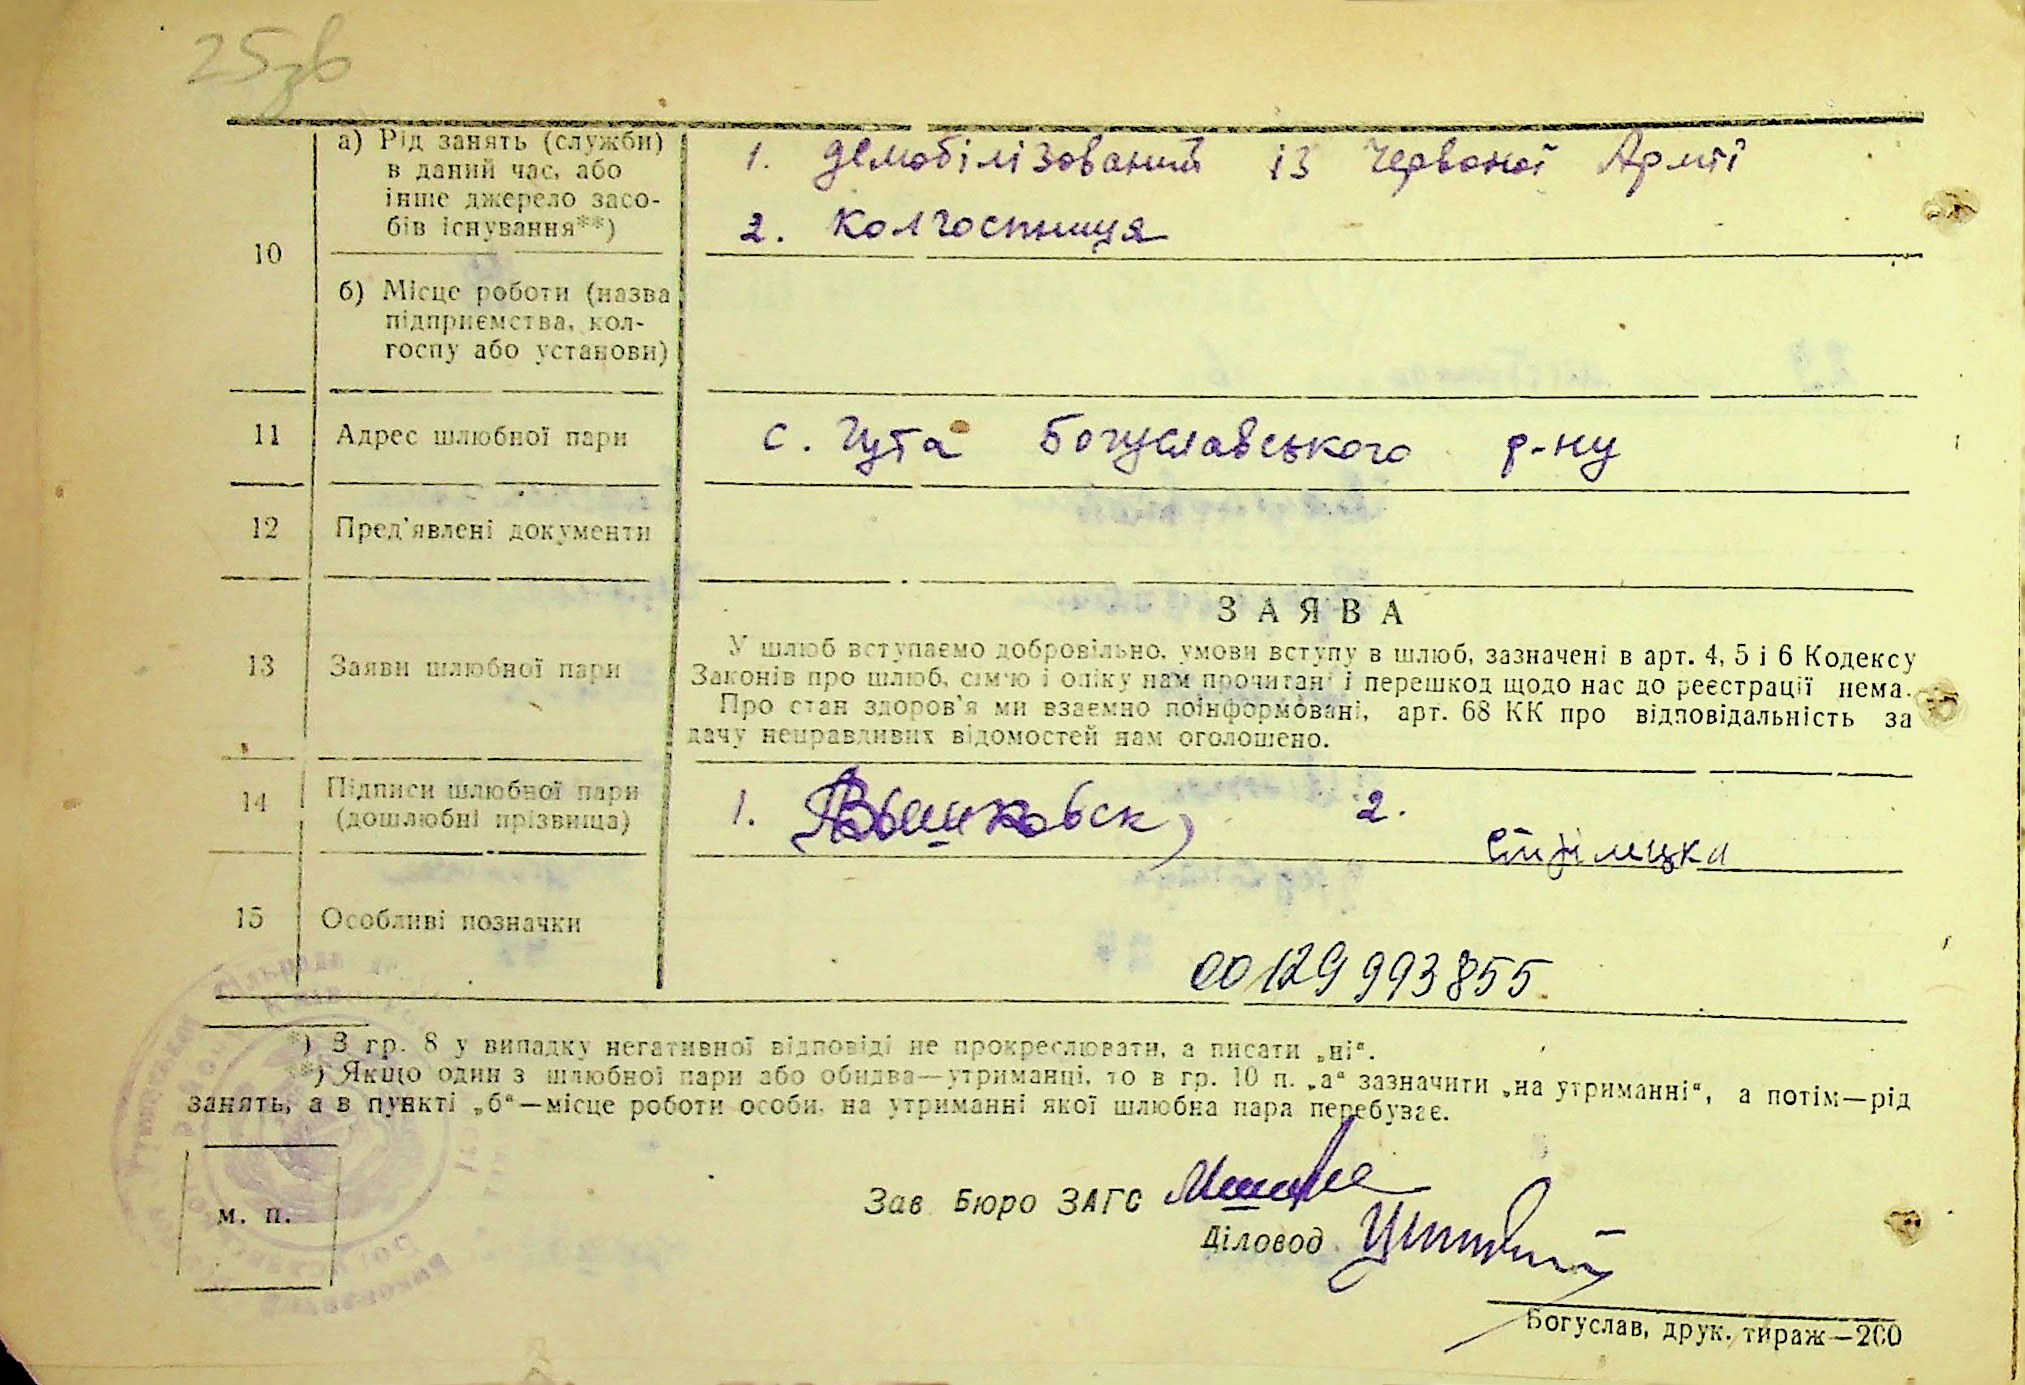 25зв
а) Рід занять (служби) в даний час, або інше джерело засо-
бів існування**)
1. демобілізований із Червоної Армії
2. колгоспниця
10
б) Місце роботи (назва
підприємства, кол-
госпу або установи)
11 Адрес шлюбної пари с. Гута Богуславського р-ну
12 Пред'явлені документи
ЗАЯВА
13 Заяви шлюбної пари
У шлюб вступаємо добровільно, умови вступу в шлюб, зазначені в арт. 4, 5 і 6 Кодексу
Законів про шлюб, сім'ю і опіку нам прочитані і перешкод щодо нас до реєстрації нема.
Про стан здоров'я ми взаємно поінформовані, арт. 68 КК про відповідальність за
дачу неправдивих відомостей нам оголошено.
14 Підписи шлюбної пари
(дошлюбні прізвища)
1. 2. Стрілецька
15 Особливі позначки
00129993855
*) З гр. 8 у випадку негативної відповіді не прокреслювати, а писати „ні“.
**) Якщо один з шлюбної пари або обидва—утриманці, то в гр. 10 п. „а“ зазначити „на утриманні“, а потім—рід
занять, а в пункті „б“—місце роботи особи, на утриманні якої шлюбна пара перебуває.
Зав Бюро ЗАГС
м. п.
Діловод
Богуслав, друк. тираж—200